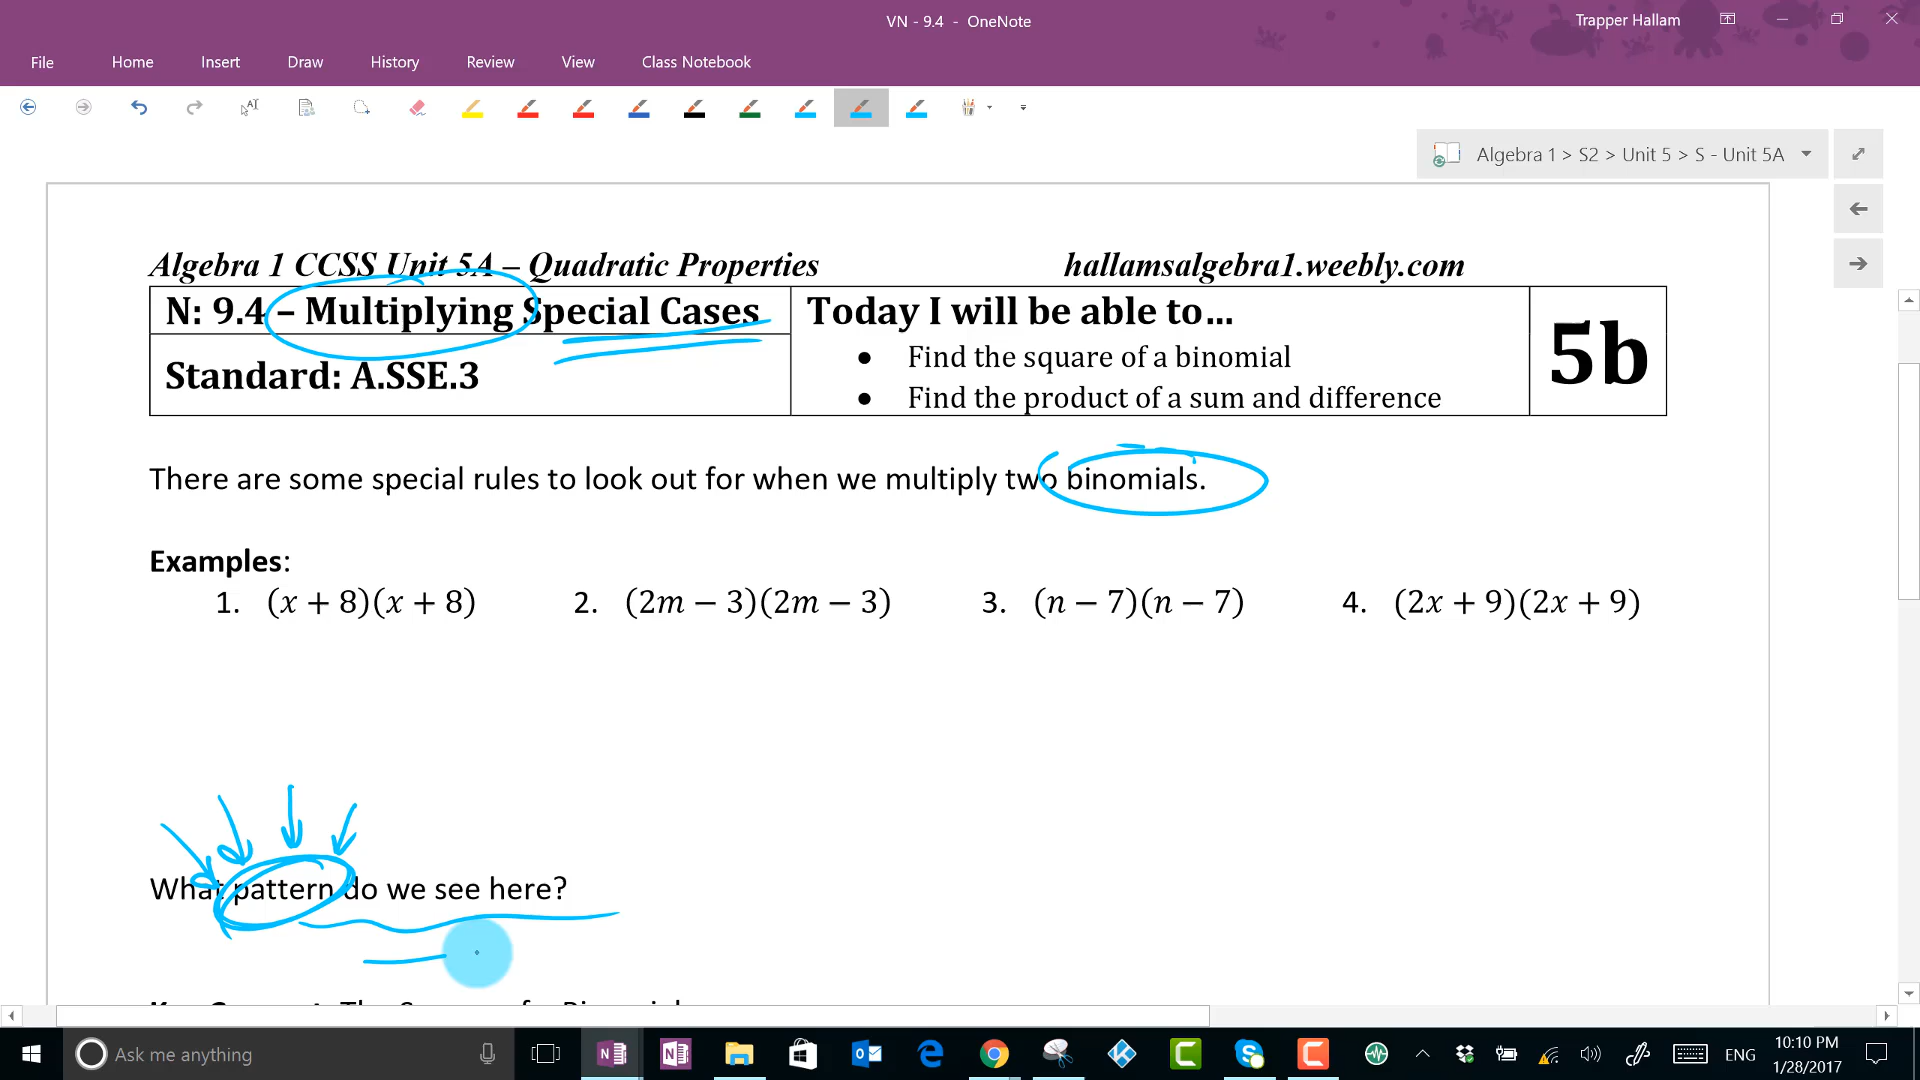 VN - 9.4 - OneNote
Trapper Hallam
File Home Insert Draw History Review View Class Notebook
Algebra 1 > S2 > Unit 5 > S - Unit 5A
Algebra 1 CCSS Unit 5A – Quadratic Properties hallamsalgebra1.weebly.com
N: 9.4 – Multiplying Special Cases
Standard: A.SSE.3
Today I will be able to…
• Find the square of a binomial
• Find the product of a sum and difference
5b
There are some special rules to look out for when we multiply two binomials.
Examples:
1. (x + 8)(x + 8) 2. (2m − 3)(2m − 3) 3. (n − 7)(n − 7) 4. (2x + 9)(2x + 9)
What pattern do we see here?
Ask me anything
ENG
10:10 PM
1/28/2017